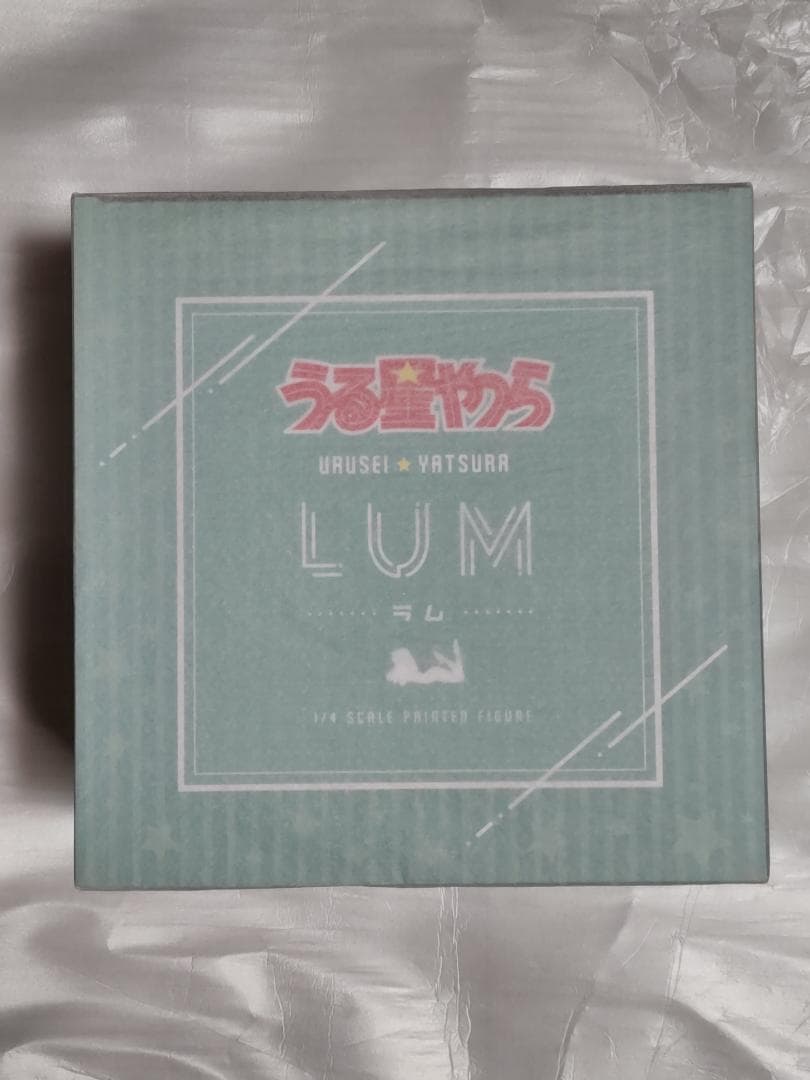 うる星やつら
URUSEI★YATSURA
LUM
ラム
1/4 SCALE PAINTED FIGURE